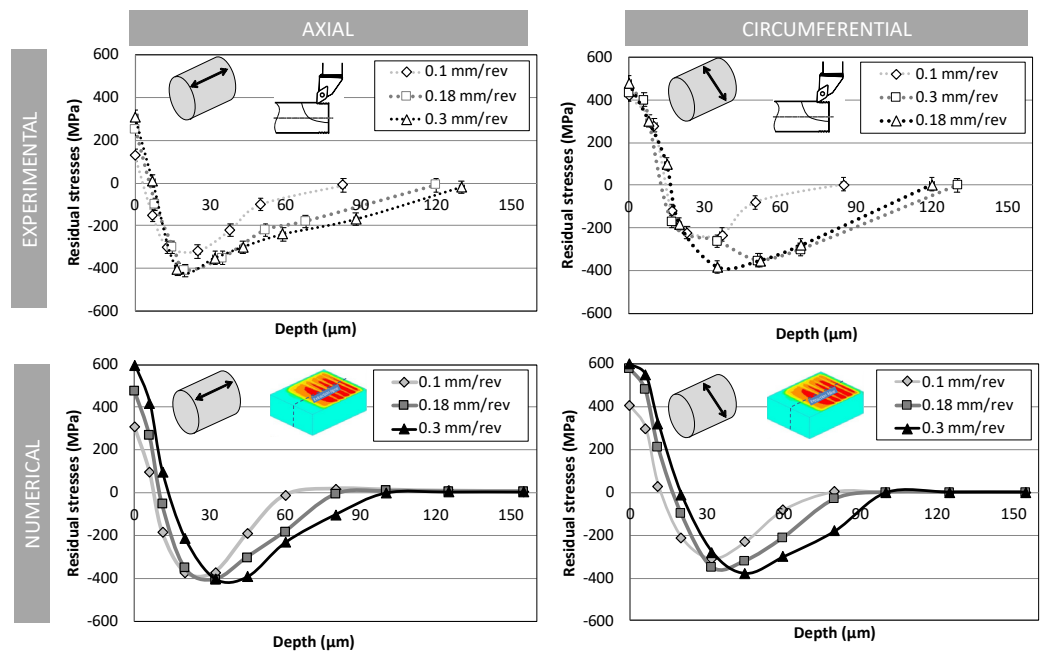 AXIAL
CIRCUMFERENTIAL
EXPERIMENTAL
Residual stresses (MPa)
600
400
200
0
-200
-400
-600
0 30 60 90 120 150
Depth (µm)
0.1 mm/rev
0.18 mm/rev
0.3 mm/rev
Residual stresses (MPa)
600
400
200
0
-200
-400
-600
0 30 60 90 120 150
Depth (µm)
0.1 mm/rev
0.3 mm/rev
0.18 mm/rev
NUMERICAL
Residual stresses (MPa)
600
400
200
0
-200
-400
-600
0 30 60 90 120 150
Depth (µm)
0.1 mm/rev
0.18 mm/rev
0.3 mm/rev
Residual stresses (MPa)
600
400
200
0
-200
-400
-600
0 30 60 90 120 150
Depth (µm)
0.1 mm/rev
0.18 mm/rev
0.3 mm/rev